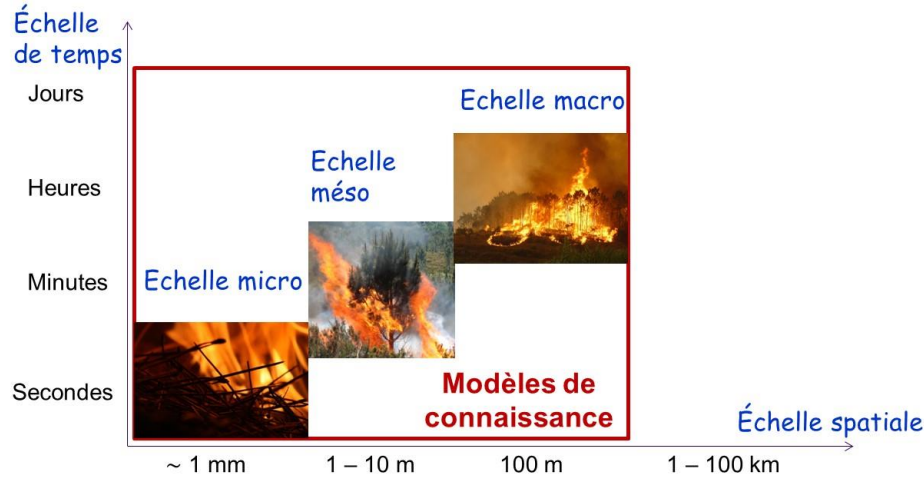 Échelle
de temps
Jours
Echelle macro
Echelle
méso
Heures
Minutes
Echelle micro
Secondes
Modèles de
connaissance
Échelle spatiale
~ 1 mm
1 – 10 m
100 m
1 – 100 km